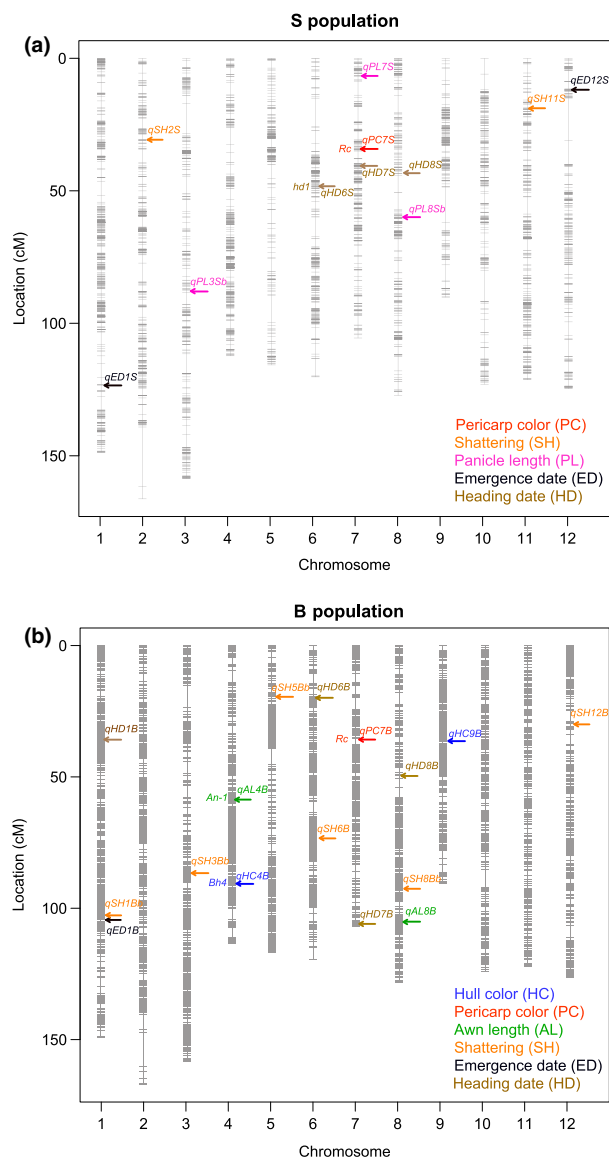 S population
(a)
0
50
100
150
Location (cM)
qPL7S
qED12S
qSH11S
qSH2S
qPC7S
Rc
qHD7S
qHD8S
hd1
qHD6S
qPL8Sb
qPL3Sb
qED1S
Pericarp color (PC)
Shattering (SH)
Panicle length (PL)
Emergence date (ED)
Heading date (HD)
1 2 3 4 5 6 7 8 9 10 11 12
Chromosome
B population
(b)
0
50
100
150
Location (cM)
qSH5Bb
qHD6B
qSH12B
qHD1B
Rc
qPC7B
qHC9B
qHD8B
An-1
qAL4B
qSH6B
qSH3Bb
Bh4
qHC4B
qSH8Bb
qSH1Bb
qED1B
qHD7B
qAL8B
Hull color (HC)
Pericarp color (PC)
Awn length (AL)
Shattering (SH)
Emergence date (ED)
Heading date (HD)
1 2 3 4 5 6 7 8 9 10 11 12
Chromosome